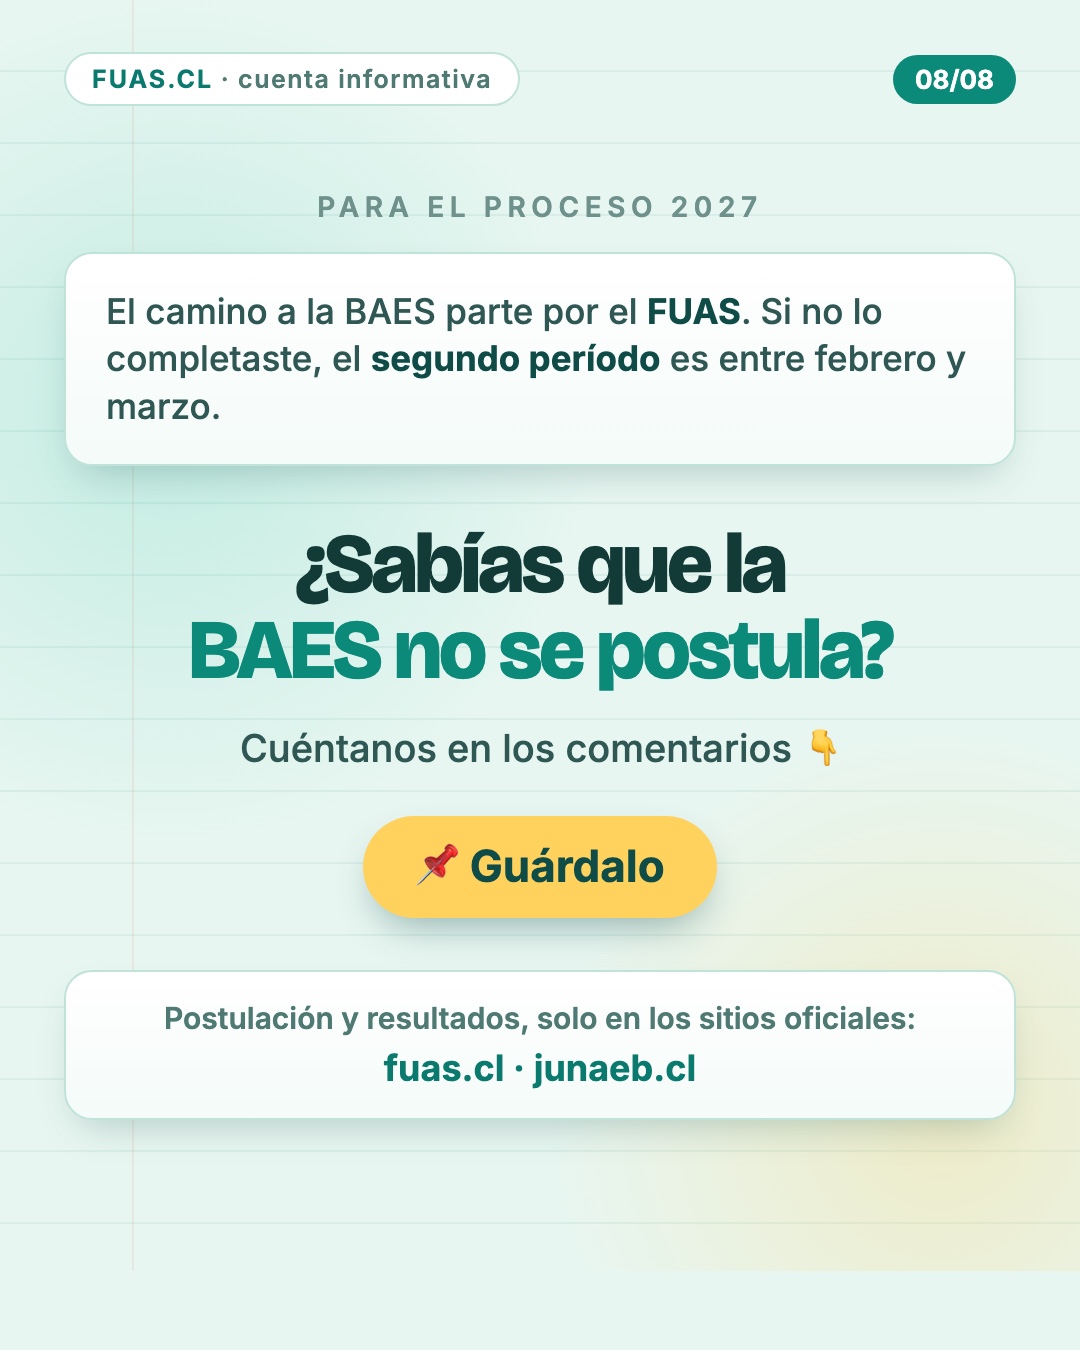 FUAS.CL · cuenta informativa
08/08
PARA EL PROCESO 2027
El camino a la BAES parte por el FUAS. Si no lo
completaste, el segundo período es entre febrero y
marzo.
¿Sabías que la
BAES no se postula?
Cuéntanos en los comentarios 👇
📌 Guárdalo
Postulación y resultados, solo en los sitios oficiales:
fuas.cl · junaeb.cl